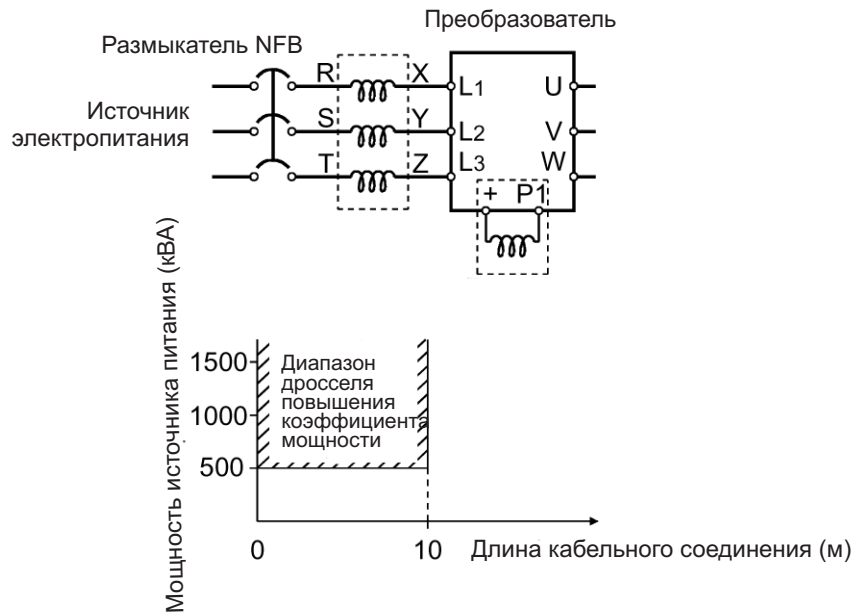 Преобразователь
Размыкатель NFB
R X L1 U
Источник
электропитания
S Y L2 V
T Z L3 W
+ P1
Мощность источника питания (кВА)
1500
1000
500
Диапазон
дросселя
повышения
коэффициента
мощности
0 10 Длина кабельного соединения (м)